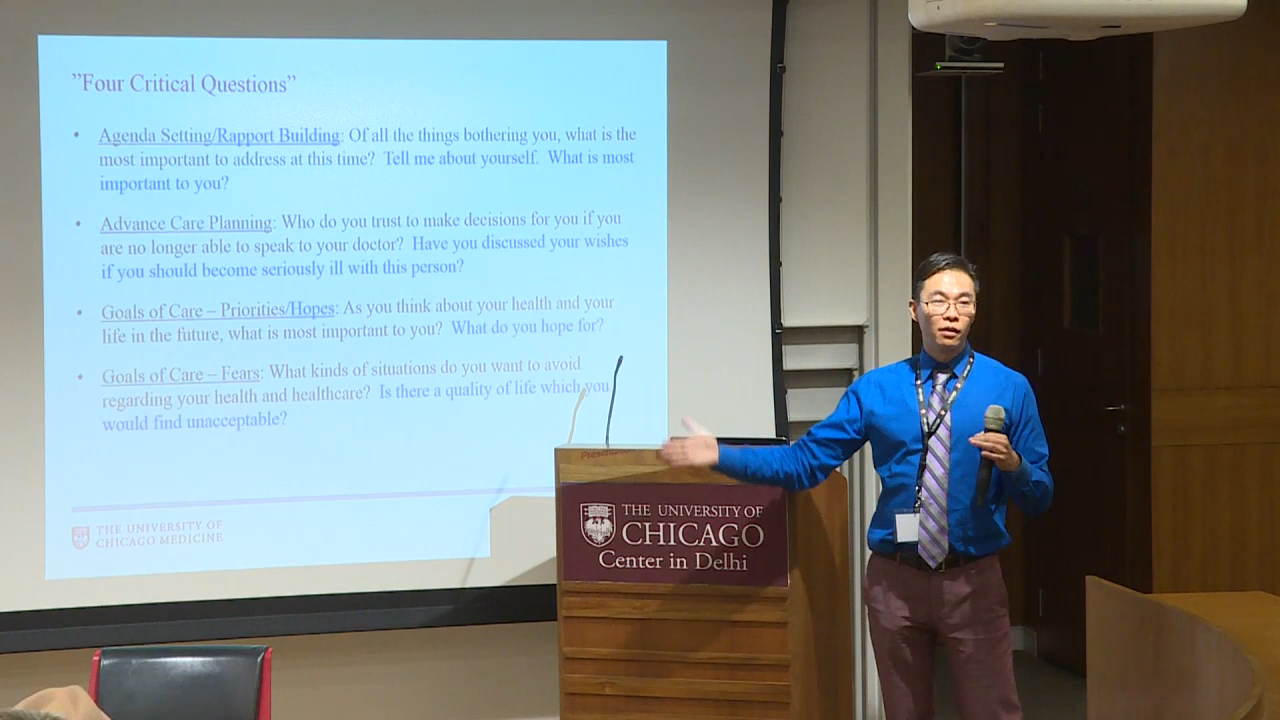 ”Four Critical Questions”
• Agenda Setting/Rapport Building: Of all the things bothering you, what is the
most important to address at this time? Tell me about yourself. What is most
important to you?
• Advance Care Planning: Who do you trust to make decisions for you if you
are no longer able to speak to your doctor? Have you discussed your wishes
if you should become seriously ill with this person?
• Goals of Care – Priorities/Hopes: As you think about your health and your
life in the future, what is most important to you? What do you hope for?
• Goals of Care – Fears: What kinds of situations do you want to avoid
regarding your health and healthcare? Is there a quality of life which you
would find unacceptable?
THE UNIVERSITY OF
CHICAGO MEDICINE
THE UNIVERSITY OF
CHICAGO
Center in Delhi